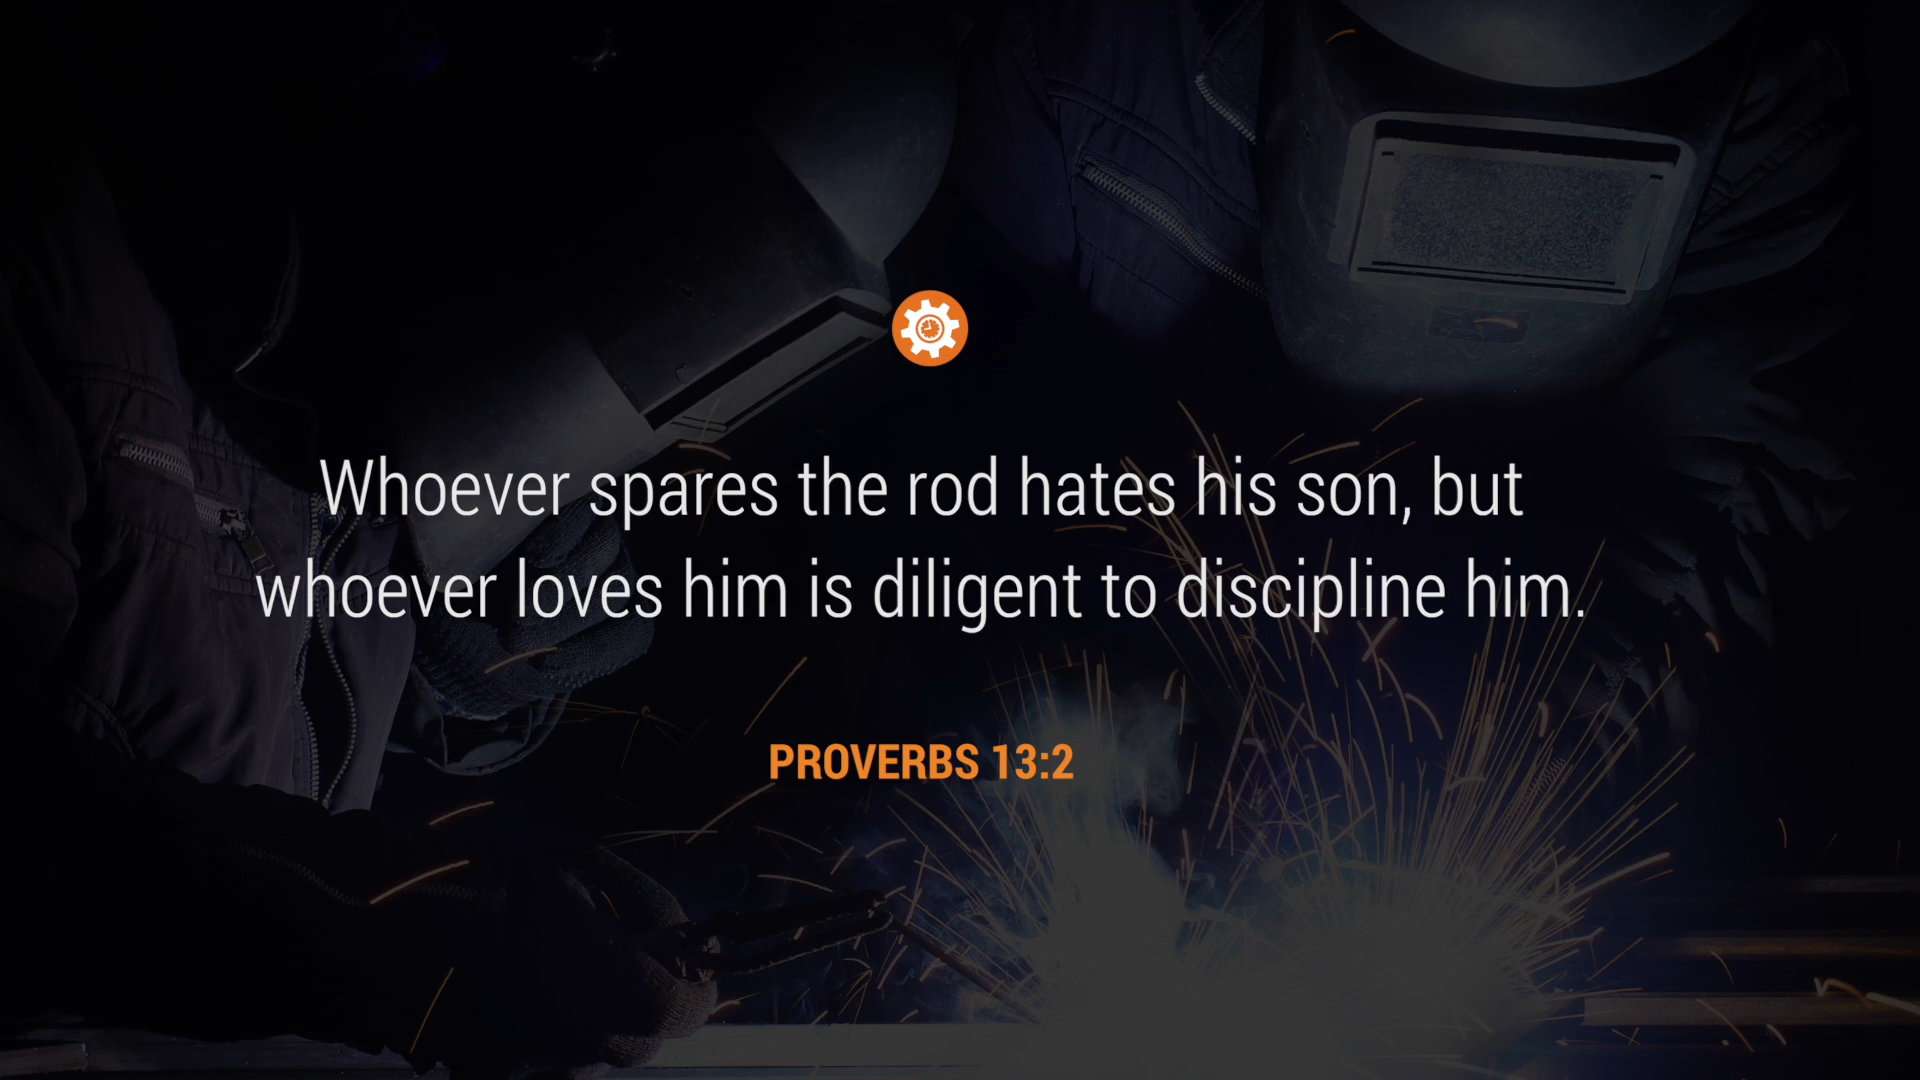 Whoever spares the rod hates his son, but
whoever loves him is diligent to discipline him.
PROVERBS 13:2